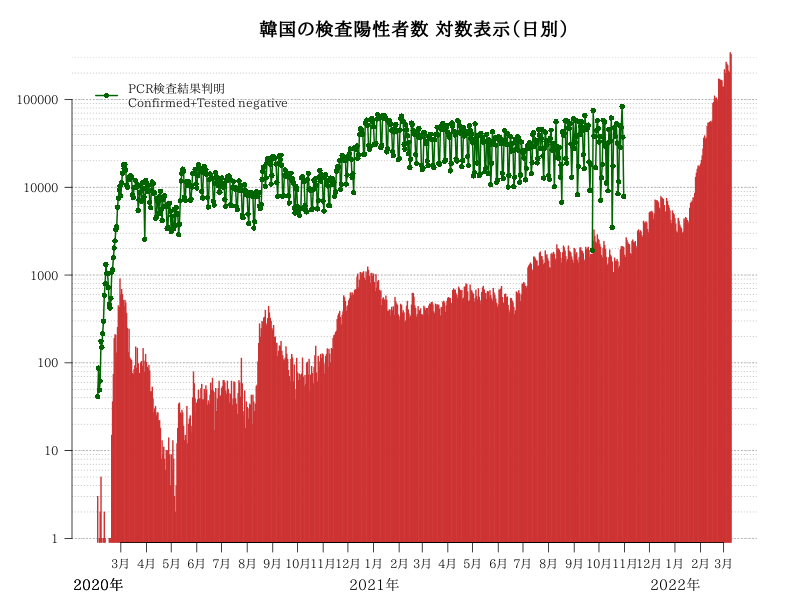 韓国の検査陽性者数 対数表示(日別)
PCR検査結果判明
Confirmed+Tested negative
100000
10000
1000
100
10
1
3月 4月 5月 6月 7月 8月 9月 10月 11月 12月 1月 2月 3月 4月 5月 6月 7月 8月 9月 10月 11月 12月 1月 2月 3月
2020年 2021年 2022年